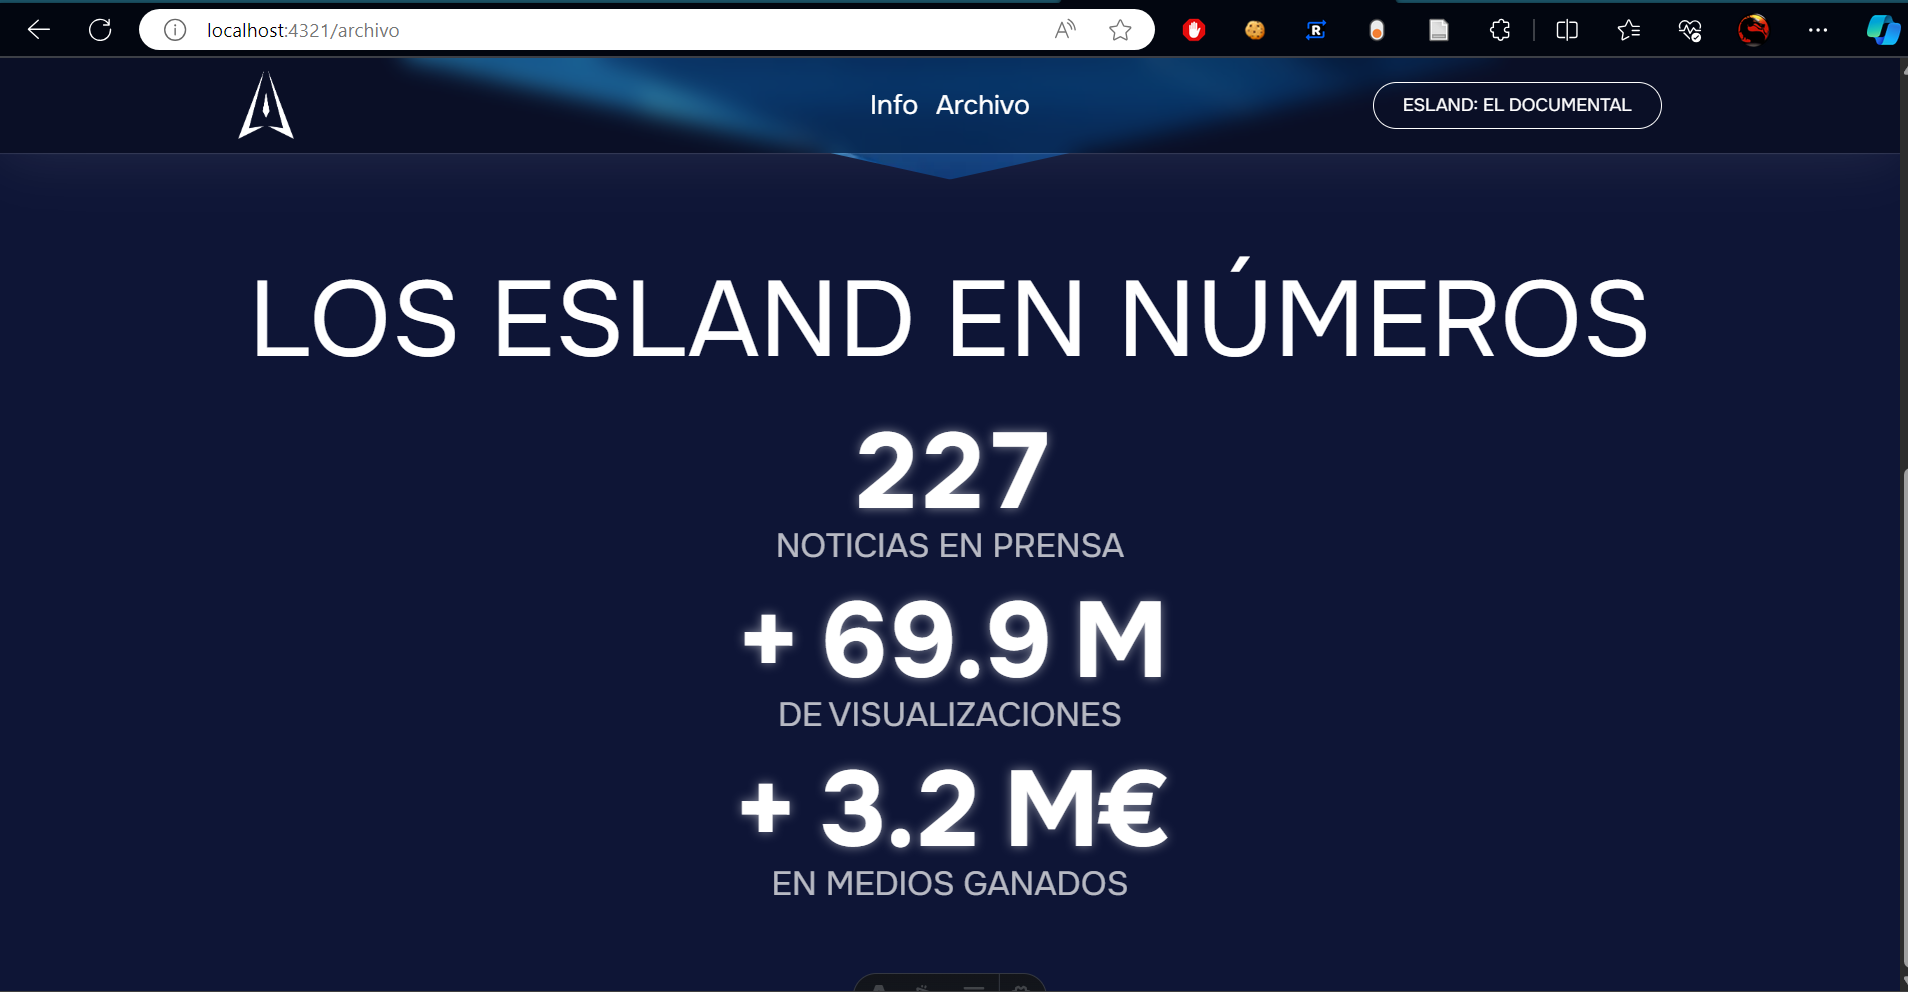 localhost:4321/archivo
Info Archivo
ESLAND: EL DOCUMENTAL
LOS ESLAND EN NÚMEROS
227
NOTICIAS EN PRENSA
+ 69.9 M
DE VISUALIZACIONES
+ 3.2 M€
EN MEDIOS GANADOS